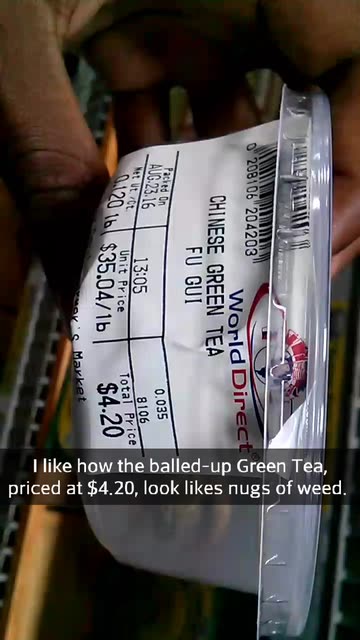 World Direct
CHINESE GREEN TEA
FU GUI
0 208106 204203
Packed On
AUG.23.16
13:05
0.035
8106
Net Wt./Ct.
0.120 lb
Unit Price
$35.04/lb
Total Price
$4.20
's Market
I like how the balled-up Green Tea,
priced at $4.20, look likes nugs of weed.